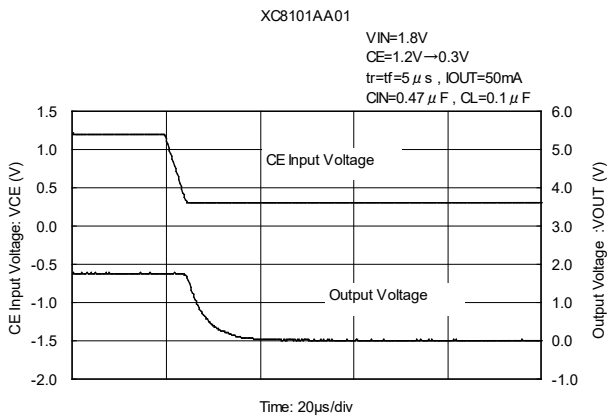 XC8101AA01
VIN=1.8V
CE=1.2V→0.3V
tr=tf=5μs , IOUT=50mA
CIN=0.47μF , CL=0.1μF
CE Input Voltage: VCE (V)
1.5
1.0
0.5
0.0
-0.5
-1.0
-1.5
-2.0
CE Input Voltage
Output Voltage
6.0
5.0
4.0
3.0
2.0
1.0
0.0
-1.0
Output Voltage :VOUT (V)
Time: 20μs/div